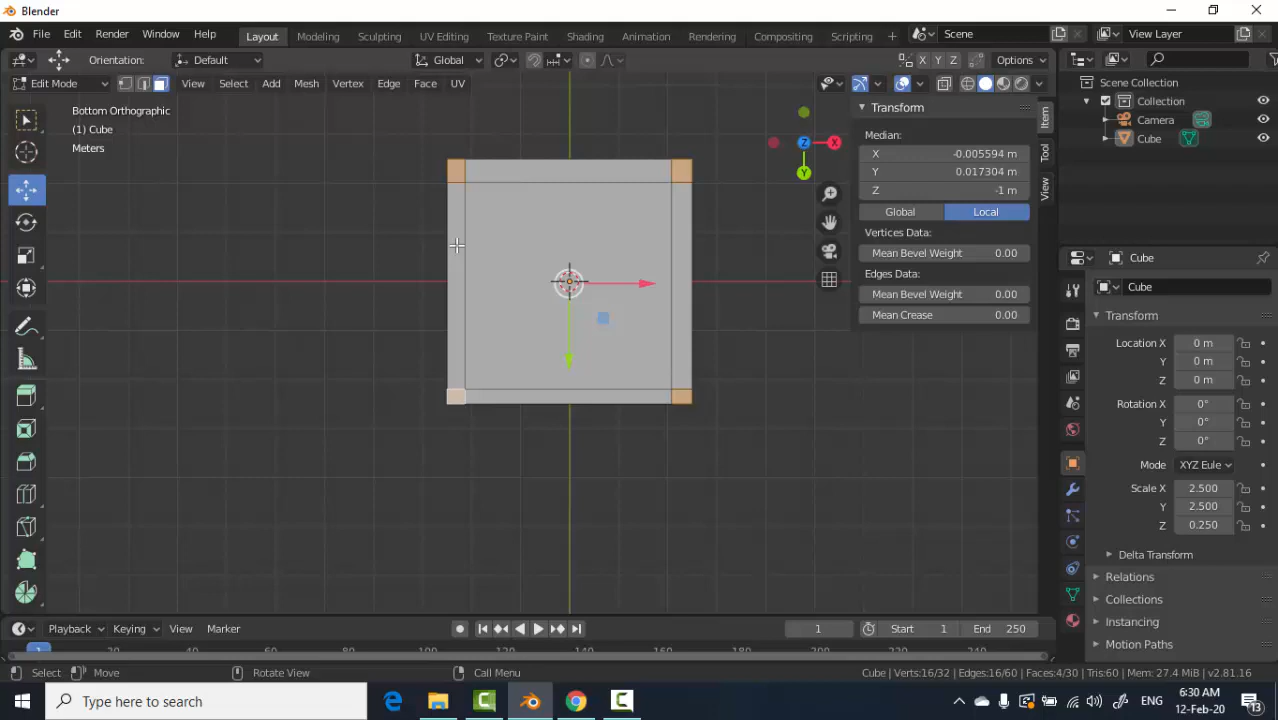 Blender
File Edit Render Window Help Layout Modeling Sculpting UV Editing Texture Paint Shading Animation Rendering Compositing Scripting Scene View Layer
Orientation: Default Global X Y Z Options
Edit Mode View Select Add Mesh Vertex Edge Face UV
Bottom Orthographic
(1) Cube
Meters
Z X
Y
Transform
Median:
X -0.005594 m
Y 0.017304 m
Z -1 m
Global Local
Vertices Data:
Mean Bevel Weight 0.00
Edges Data:
Mean Bevel Weight 0.00
Mean Crease 0.00
Item
Tool
View
Scene Collection
Collection
Camera
Cube
Cube
Cube
Transform
Location X 0 m
Y 0 m
Z 0 m
Rotation X 0°
Y 0°
Z 0°
Mode XYZ Eule
Scale X 2.500
Y 2.500
Z 0.250
Delta Transform
Relations
Collections
Instancing
Motion Paths
Playback Keying View Marker 1 Start 1 End 250
1
Select Move Rotate View Call Menu Cube | Verts:16/32 | Edges:16/60 | Faces:4/30 | Tris:60 | Mem: 27.4 MiB | v2.81.16
Type here to search
ENG
6:30 AM
12-Feb-20
13